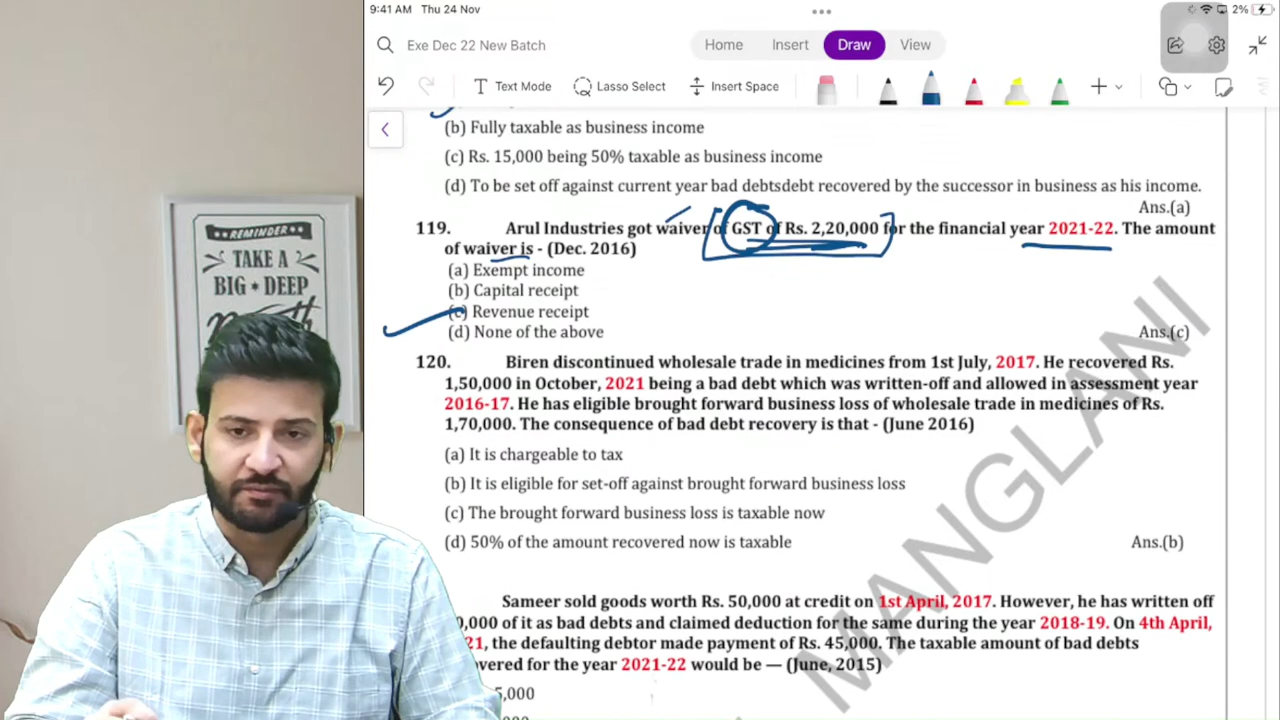 9:41 AM Thu 24 Nov
2%
Exe Dec 22 New Batch
Home Insert Draw View
Text Mode Lasso Select Insert Space
(b) Fully taxable as business income
(c) Rs. 15,000 being 50% taxable as business income
(d) To be set off against current year bad debtsdebt recovered by the successor in business as his income.
Ans.(a)
119. Arul Industries got waiver of GST of Rs. 2,20,000 for the financial year 2021-22. The amount
of waiver is - (Dec. 2016)
(a) Exempt income
(b) Capital receipt
(c) Revenue receipt
(d) None of the above Ans.(c)
120. Biren discontinued wholesale trade in medicines from 1st July, 2017. He recovered Rs.
1,50,000 in October, 2021 being a bad debt which was written-off and allowed in assessment year
2016-17. He has eligible brought forward business loss of wholesale trade in medicines of Rs.
1,70,000. The consequence of bad debt recovery is that - (June 2016)
(a) It is chargeable to tax
(b) It is eligible for set-off against brought forward business loss
(c) The brought forward business loss is taxable now
(d) 50% of the amount recovered now is taxable Ans.(b)
Sameer sold goods worth Rs. 50,000 at credit on 1st April, 2017. However, he has written off
0,000 of it as bad debts and claimed deduction for the same during the year 2018-19. On 4th April,
21, the defaulting debtor made payment of Rs. 45,000. The taxable amount of bad debts
overed for the year 2021-22 would be — (June, 2015)
5,000
MANGLANI
REMINDER
TAKE A
BIG • DEEP